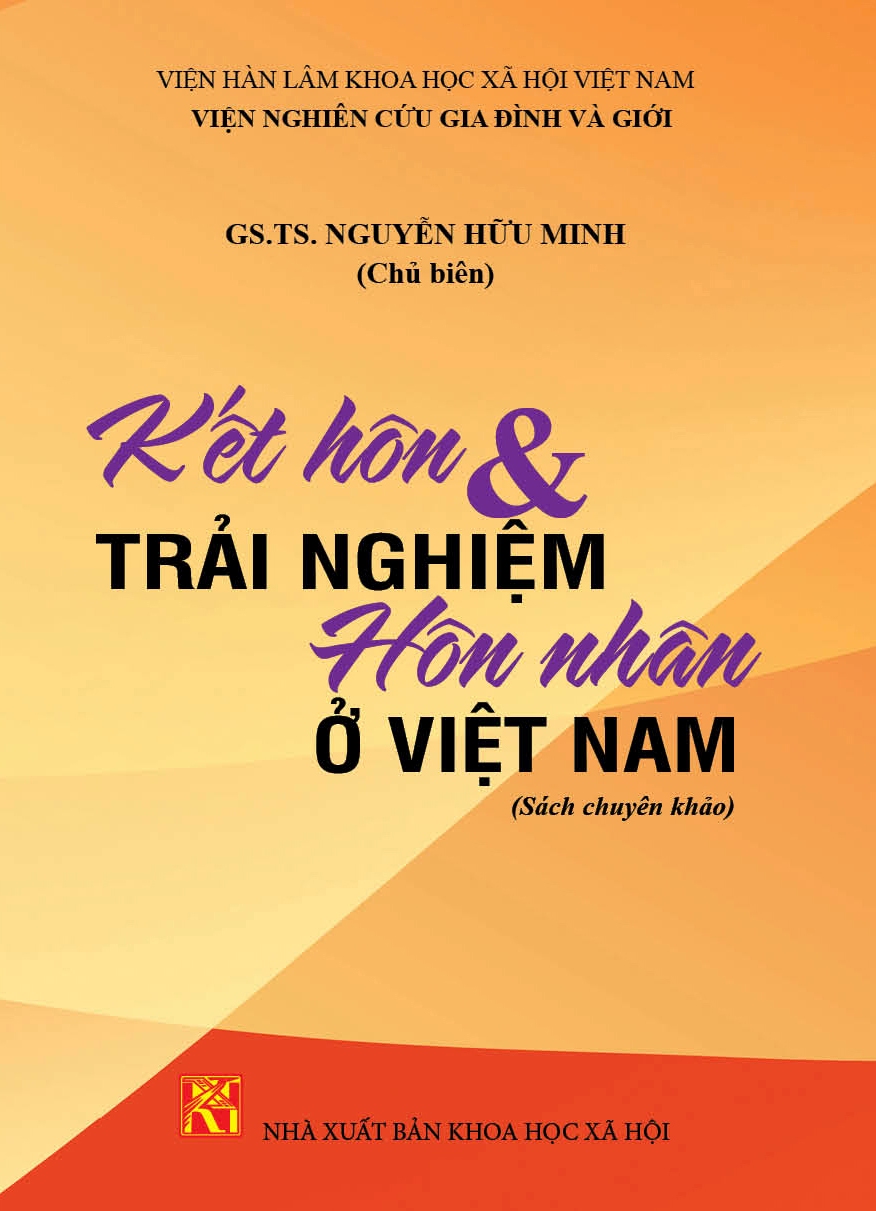 VIỆN HÀN LÂM KHOA HỌC XÃ HỘI VIỆT NAM
VIỆN NGHIÊN CỨU GIA ĐÌNH VÀ GIỚI
GS.TS. NGUYỄN HỮU MINH
(Chủ biên)
Kết hôn &
TRẢI NGHIỆM
Hôn nhân
Ở VIỆT NAM
(Sách chuyên khảo)
NHÀ XUẤT BẢN KHOA HỌC XÃ HỘI